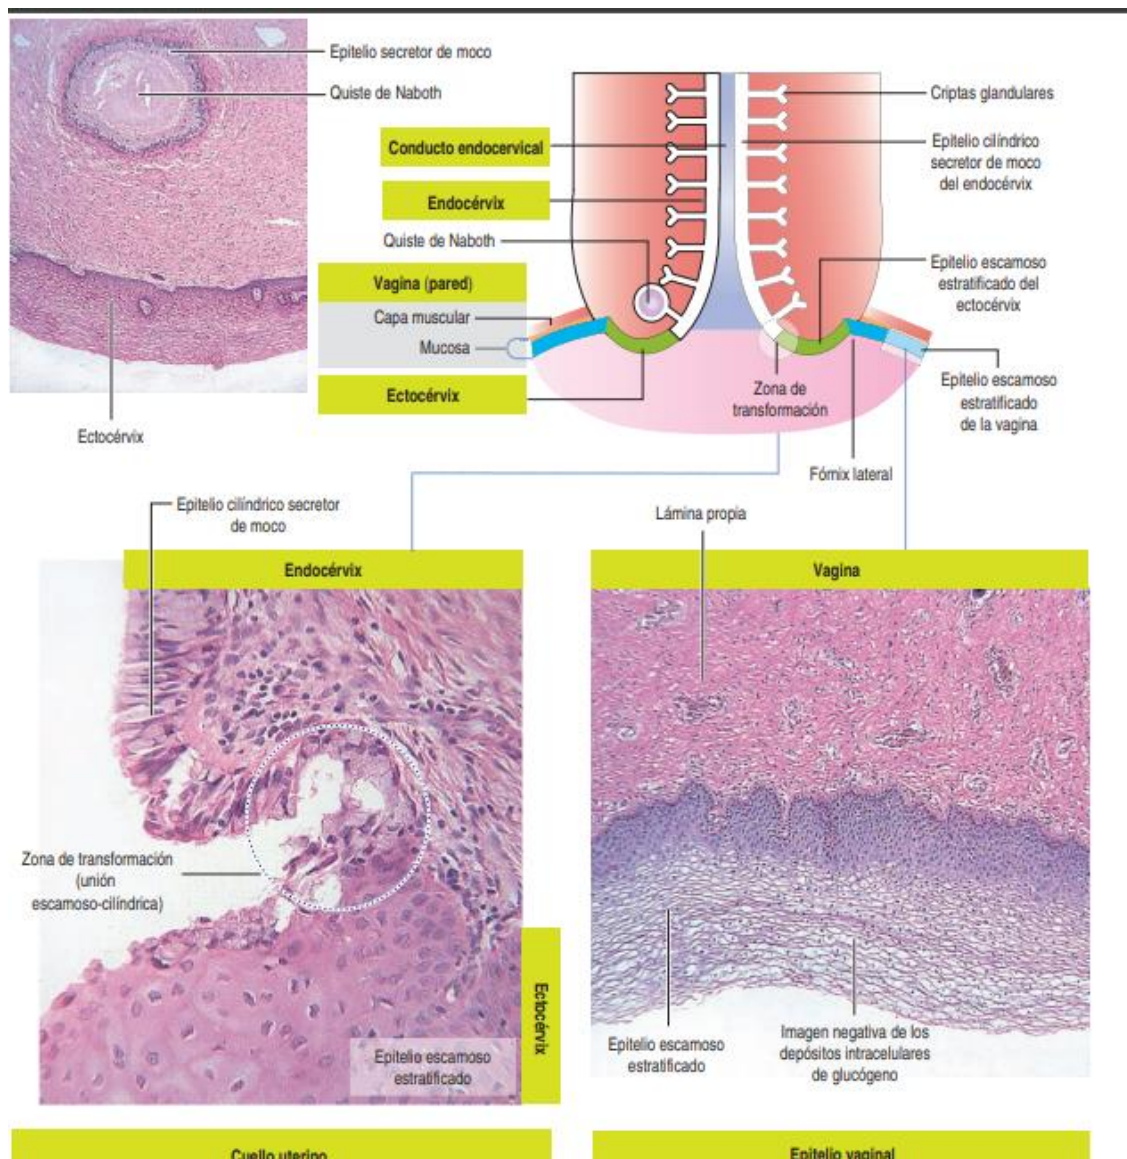 Epitelio secretor de moco
Quiste de Naboth
Ectocérvix
Conducto endocervical
Endocérvix
Quiste de Naboth
Vagina (pared)
Capa muscular
Mucosa
Ectocérvix
Criptas glandulares
Epitelio cilíndrico
secretor de moco
del endocérvix
Epitelio escamoso
estratificado del
ectocérvix
Epitelio escamoso
estratificado
de la vagina
Zona de
transformación
Fórnix lateral
Epitelio cilíndrico secretor
de moco
Endocérvix
Zona de transformación
(unión
escamoso-cilíndrica)
Ectocérvix
Epitelio escamoso
estratificado
Lámina propia
Vagina
Epitelio escamoso
estratificado
Imagen negativa de los
depósitos intracelulares
de glucógeno
Cuello uterino
Epitelio vaginal